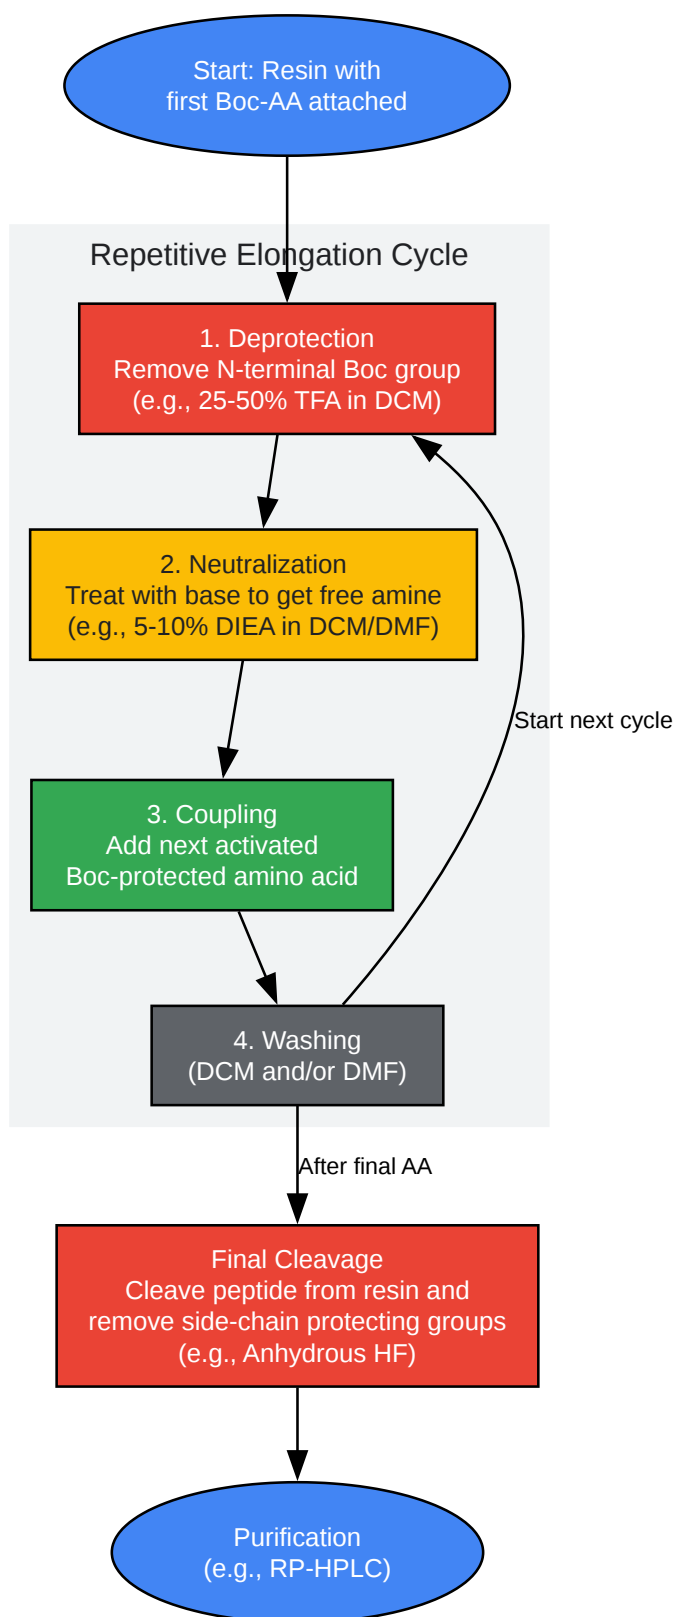 Start: Resin with
first Boc-AA attached
Repetitive Elongation Cycle
1. Deprotection
Remove N-terminal Boc group
(e.g., 25-50% TFA in DCM)
2. Neutralization
Treat with base to get free amine
(e.g., 5-10% DIEA in DCM/DMF)
Start next cycle
3. Coupling
Add next activated
Boc-protected amino acid
4. Washing
(DCM and/or DMF)
After final AA
Final Cleavage
Cleave peptide from resin and
remove side-chain protecting groups
(e.g., Anhydrous HF)
Purification
(e.g., RP-HPLC)